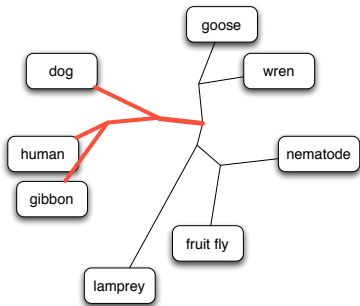 goose
dog
wren
human
nematode
gibbon
fruit fly
lamprey